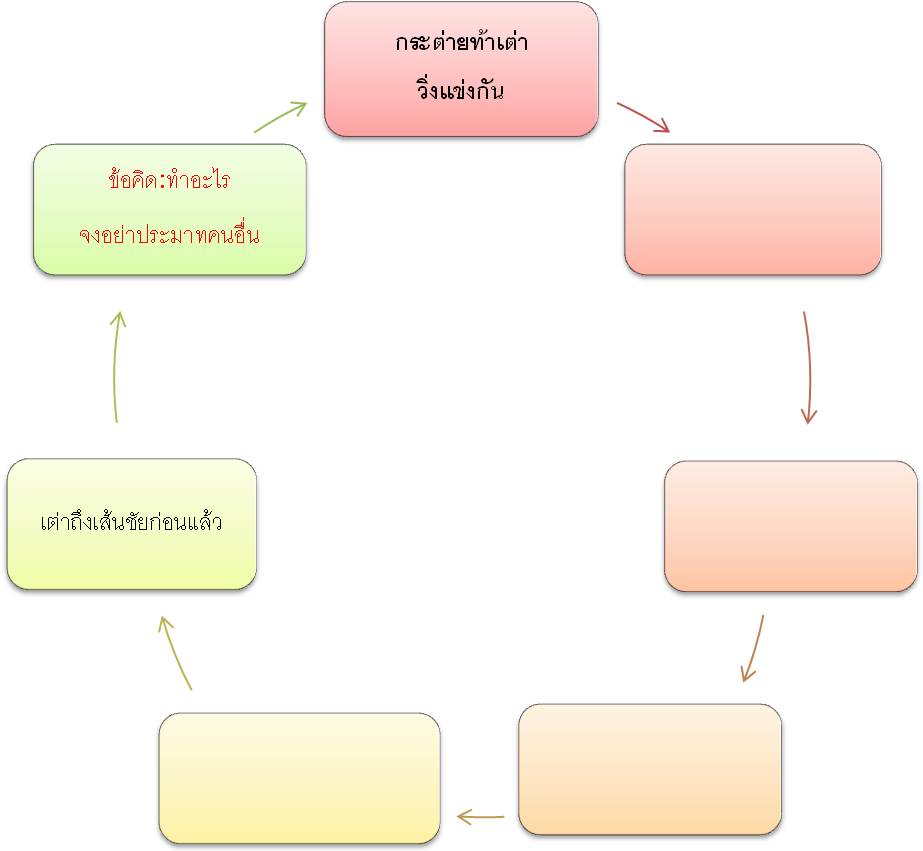 กระต่ายท้าเต่า
วิ่งแข่งกัน
ข้อคิด:ทำอะไร
จงอย่าประมาทคนอื่น
เต่าถึงเส้นชัยก่อนแล้ว